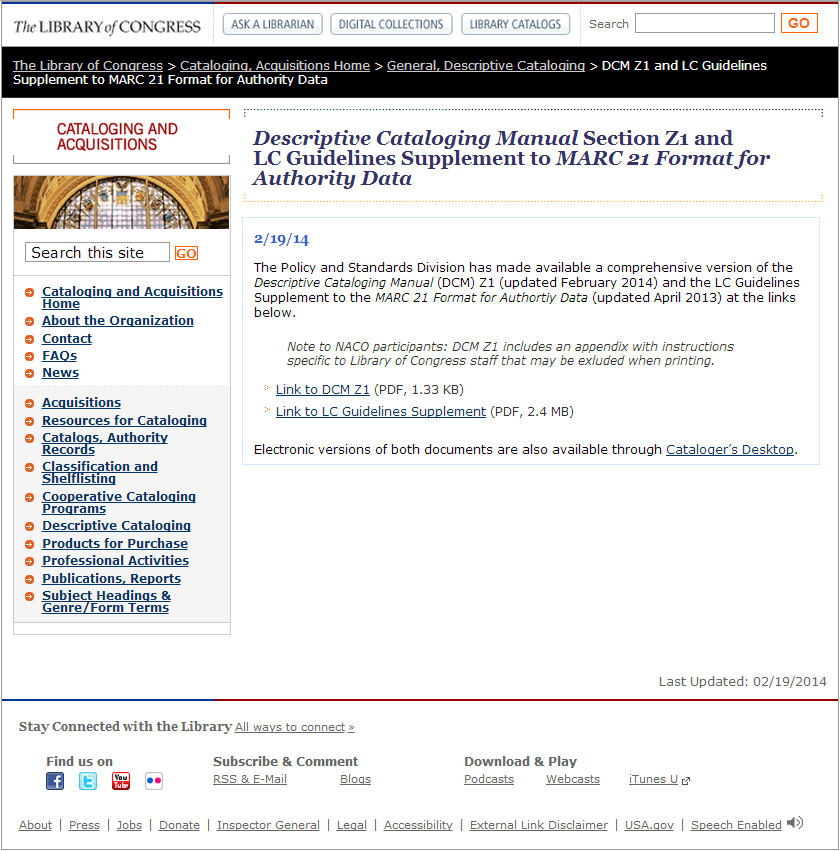 The LIBRARY of CONGRESS
ASK A LIBRARIAN
DIGITAL COLLECTIONS
LIBRARY CATALOGS
Search
GO
The Library of Congress > Cataloging, Acquisitions Home > General, Descriptive Cataloging > DCM Z1 and LC Guidelines
Supplement to MARC 21 Format for Authority Data
CATALOGING AND
ACQUISITIONS
Search this site
GO
Cataloging and Acquisitions
Home
About the Organization
Contact
FAQs
News
Acquisitions
Resources for Cataloging
Catalogs, Authority
Records
Classification and
Shelflisting
Cooperative Cataloging
Programs
Descriptive Cataloging
Products for Purchase
Professional Activities
Publications, Reports
Subject Headings &
Genre/Form Terms
Descriptive Cataloging Manual Section Z1 and
LC Guidelines Supplement to MARC 21 Format for
Authority Data
2/19/14
The Policy and Standards Division has made available a comprehensive version of the
Descriptive Cataloging Manual (DCM) Z1 (updated February 2014) and the LC Guidelines
Supplement to the MARC 21 Format for Authortiy Data (updated April 2013) at the links
below.
Note to NACO participants: DCM Z1 includes an appendix with instructions
specific to Library of Congress staff that may be exluded when printing.
Link to DCM Z1 (PDF, 1.33 KB)
Link to LC Guidelines Supplement (PDF, 2.4 MB)
Electronic versions of both documents are also available through Cataloger's Desktop.
Last Updated: 02/19/2014
Stay Connected with the Library All ways to connect »
Find us on
You Tube
Subscribe & Comment
RSS & E-Mail
Blogs
Download & Play
Podcasts
Webcasts
iTunes U
About | Press | Jobs | Donate | Inspector General | Legal | Accessibility | External Link Disclaimer | USA.gov | Speech Enabled